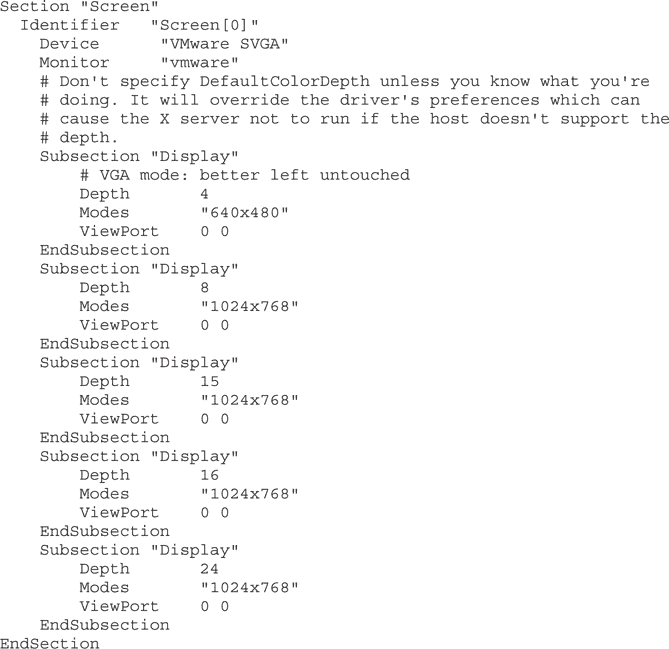 Section "Screen"
  Identifier   "Screen[0]"
    Device      "VMware SVGA"
    Monitor     "vmware"
    # Don't specify DefaultColorDepth unless you know what you're
    # doing. It will override the driver's preferences which can
    # cause the X server not to run if the host doesn't support the
    # depth.
    Subsection "Display"
        # VGA mode: better left untouched
        Depth       4
        Modes       "640x480"
        ViewPort    0 0
    EndSubsection
    Subsection "Display"
        Depth       8
        Modes       "1024x768"
        ViewPort    0 0
    EndSubsection
    Subsection "Display"
        Depth       15
        Modes       "1024x768"
        ViewPort    0 0
    EndSubsection
    Subsection "Display"
        Depth       16
        Modes       "1024x768"
        ViewPort    0 0
    EndSubsection
    Subsection "Display"
        Depth       24
        Modes       "1024x768"
        ViewPort    0 0
    EndSubsection
EndSection